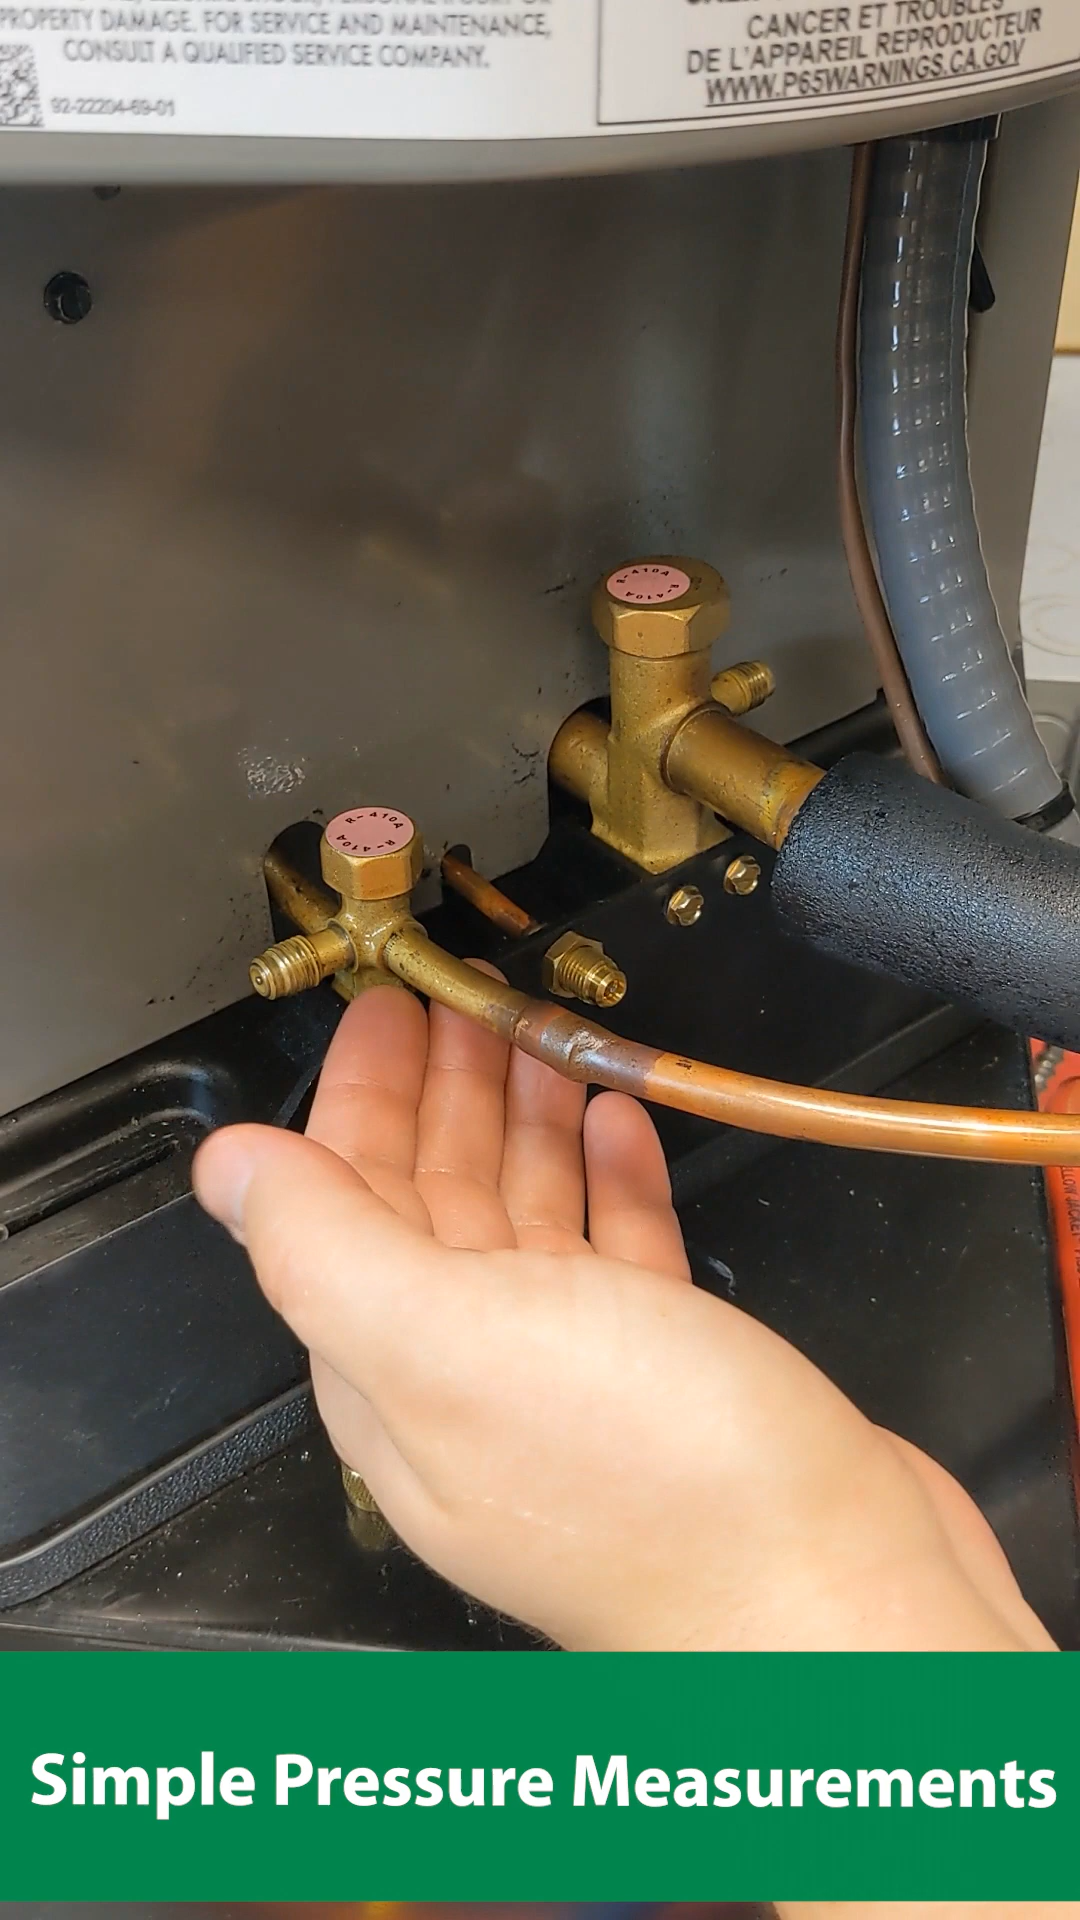 PROPERTY DAMAGE. FOR SERVICE AND MAINTENANCE,
CONSULT A QUALIFIED SERVICE COMPANY.
92-22204-69-01
CANCER ET TROUBLES
DE L'APPAREIL REPRODUCTEUR
WWW.P65WARNINGS.CA.GOV
R-410A
R-410A
R-410A
R-410A
Simple Pressure Measurements